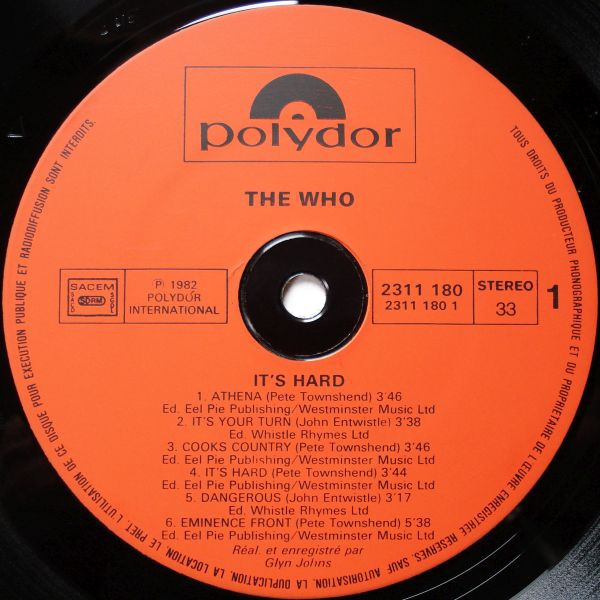 polydor
THE WHO
SACEM
SACD
SDRM
SGDL
℗ 1982
POLYDOR
INTERNATIONAL
2311 180
2311 180 1
STEREO
33
1
IT'S HARD
1. ATHENA (Pete Townshend) 3'46
Ed. Eel Pie Publishing/Westminster Music Ltd
2. IT'S YOUR TURN (John Entwistle) 3'38
Ed. Whistle Rhymes Ltd
3. COOKS COUNTRY (Pete Townshend) 3'46
Ed. Eel Pie Publishing/Westminster Music Ltd
4. IT'S HARD (Pete Townshend) 3'44
Ed. Eel Pie Publishing/Westminster Music Ltd
5. DANGEROUS (John Entwistle) 3'17
Ed. Whistle Rhymes Ltd
6. EMINENCE FRONT (Pete Townshend) 5'38
Ed. Eel Pie Publishing/Westminster Music Ltd
Réal. et enregistré par
Glyn Johns
TOUS DROITS DU PRODUCTEUR PHONOGRAPHIQUE ET DU PROPRIETAIRE DE L'ŒUVRE ENREGISTREE RESERVES. SAUF AUTORISATION, LA DUPLICATION, LA LOCATION, LE PRET, L'UTILISATION DE CE DISQUE POUR EXECUTION PUBLIQUE ET RADIODIFFUSION SONT INTERDITS.